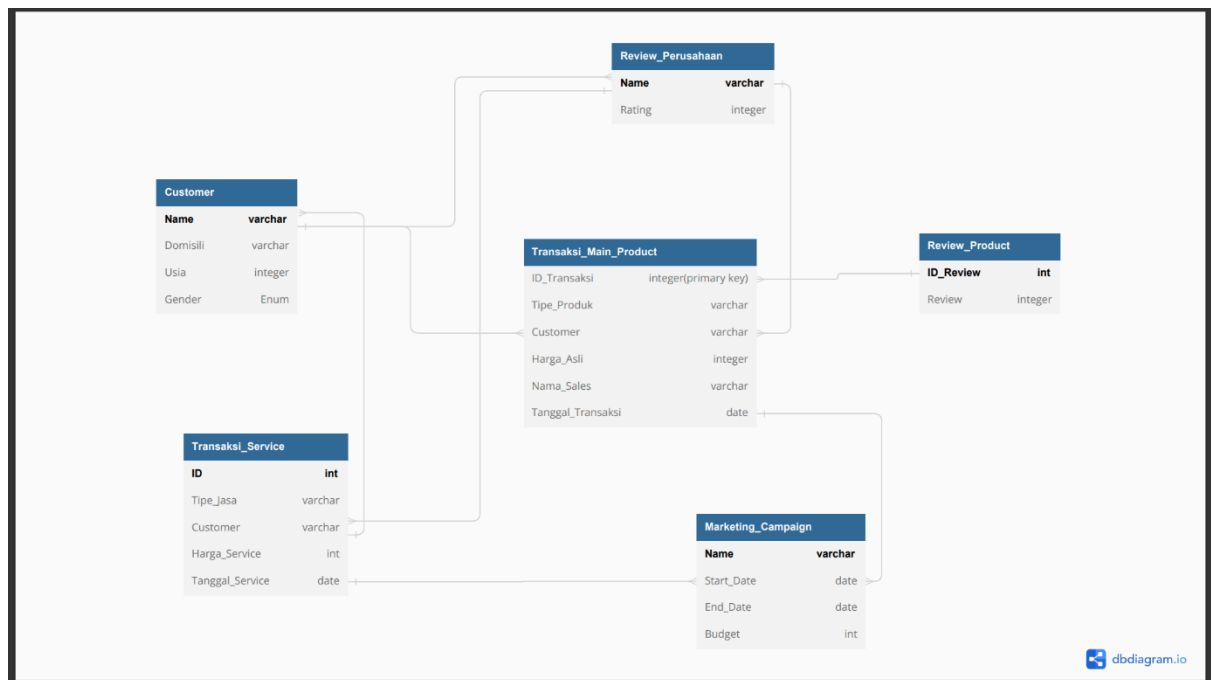 Review_Perusahaan
Name varchar
Rating integer
Customer
Name varchar
Domisili varchar
Usia integer
Gender Enum
Transaksi_Main_Product
ID_Transaksi integer(primary key)
Tipe_Produk varchar
Customer varchar
Harga_Asli integer
Nama_Sales varchar
Tanggal_Transaksi date
Review_Product
ID_Review int
Review integer
Transaksi_Service
ID int
Tipe_Jasa varchar
Customer varchar
Harga_Service int
Tanggal_Service date
Marketing_Campaign
Name varchar
Start_Date date
End_Date date
Budget int
dbdiagram.io